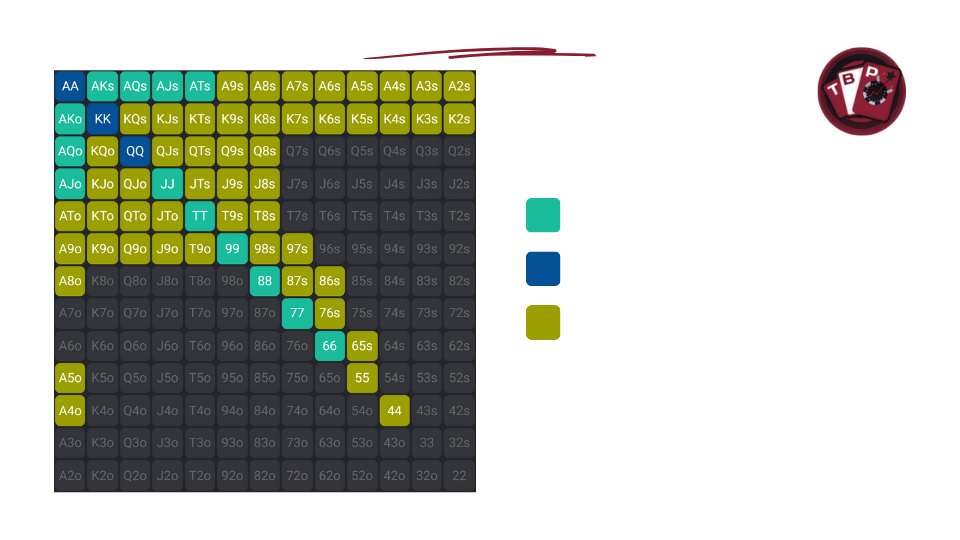 AA AKs AQs AJs ATs A9s A8s A7s A6s A5s A4s A3s A2s
AKo KK KQs KJs KTs K9s K8s K7s K6s K5s K4s K3s K2s
AQo KQo QQ QJs QTs Q9s Q8s Q7s Q6s Q5s Q4s Q3s Q2s
AJo KJo QJo JJ JTs J9s J8s J7s J6s J5s J4s J3s J2s
ATo KTo QTo JTo TT T9s T8s T7s T6s T5s T4s T3s T2s
A9o K9o Q9o J9o T9o 99 98s 97s 96s 95s 94s 93s 92s
A8o K8o Q8o J8o T8o 98o 88 87s 86s 85s 84s 83s 82s
A7o K7o Q7o J7o T7o 97o 87o 77 76s 75s 74s 73s 72s
A6o K6o Q6o J6o T6o 96o 86o 76o 66 65s 64s 63s 62s
A5o K5o Q5o J5o T5o 95o 85o 75o 65o 55 54s 53s 52s
A4o K4o Q4o J4o T4o 94o 84o 74o 64o 54o 44 43s 42s
A3o K3o Q3o J3o T3o 93o 83o 73o 63o 53o 43o 33 32s
A2o K2o Q2o J2o T2o 92o 82o 72o 62o 52o 42o 32o 22
T B P